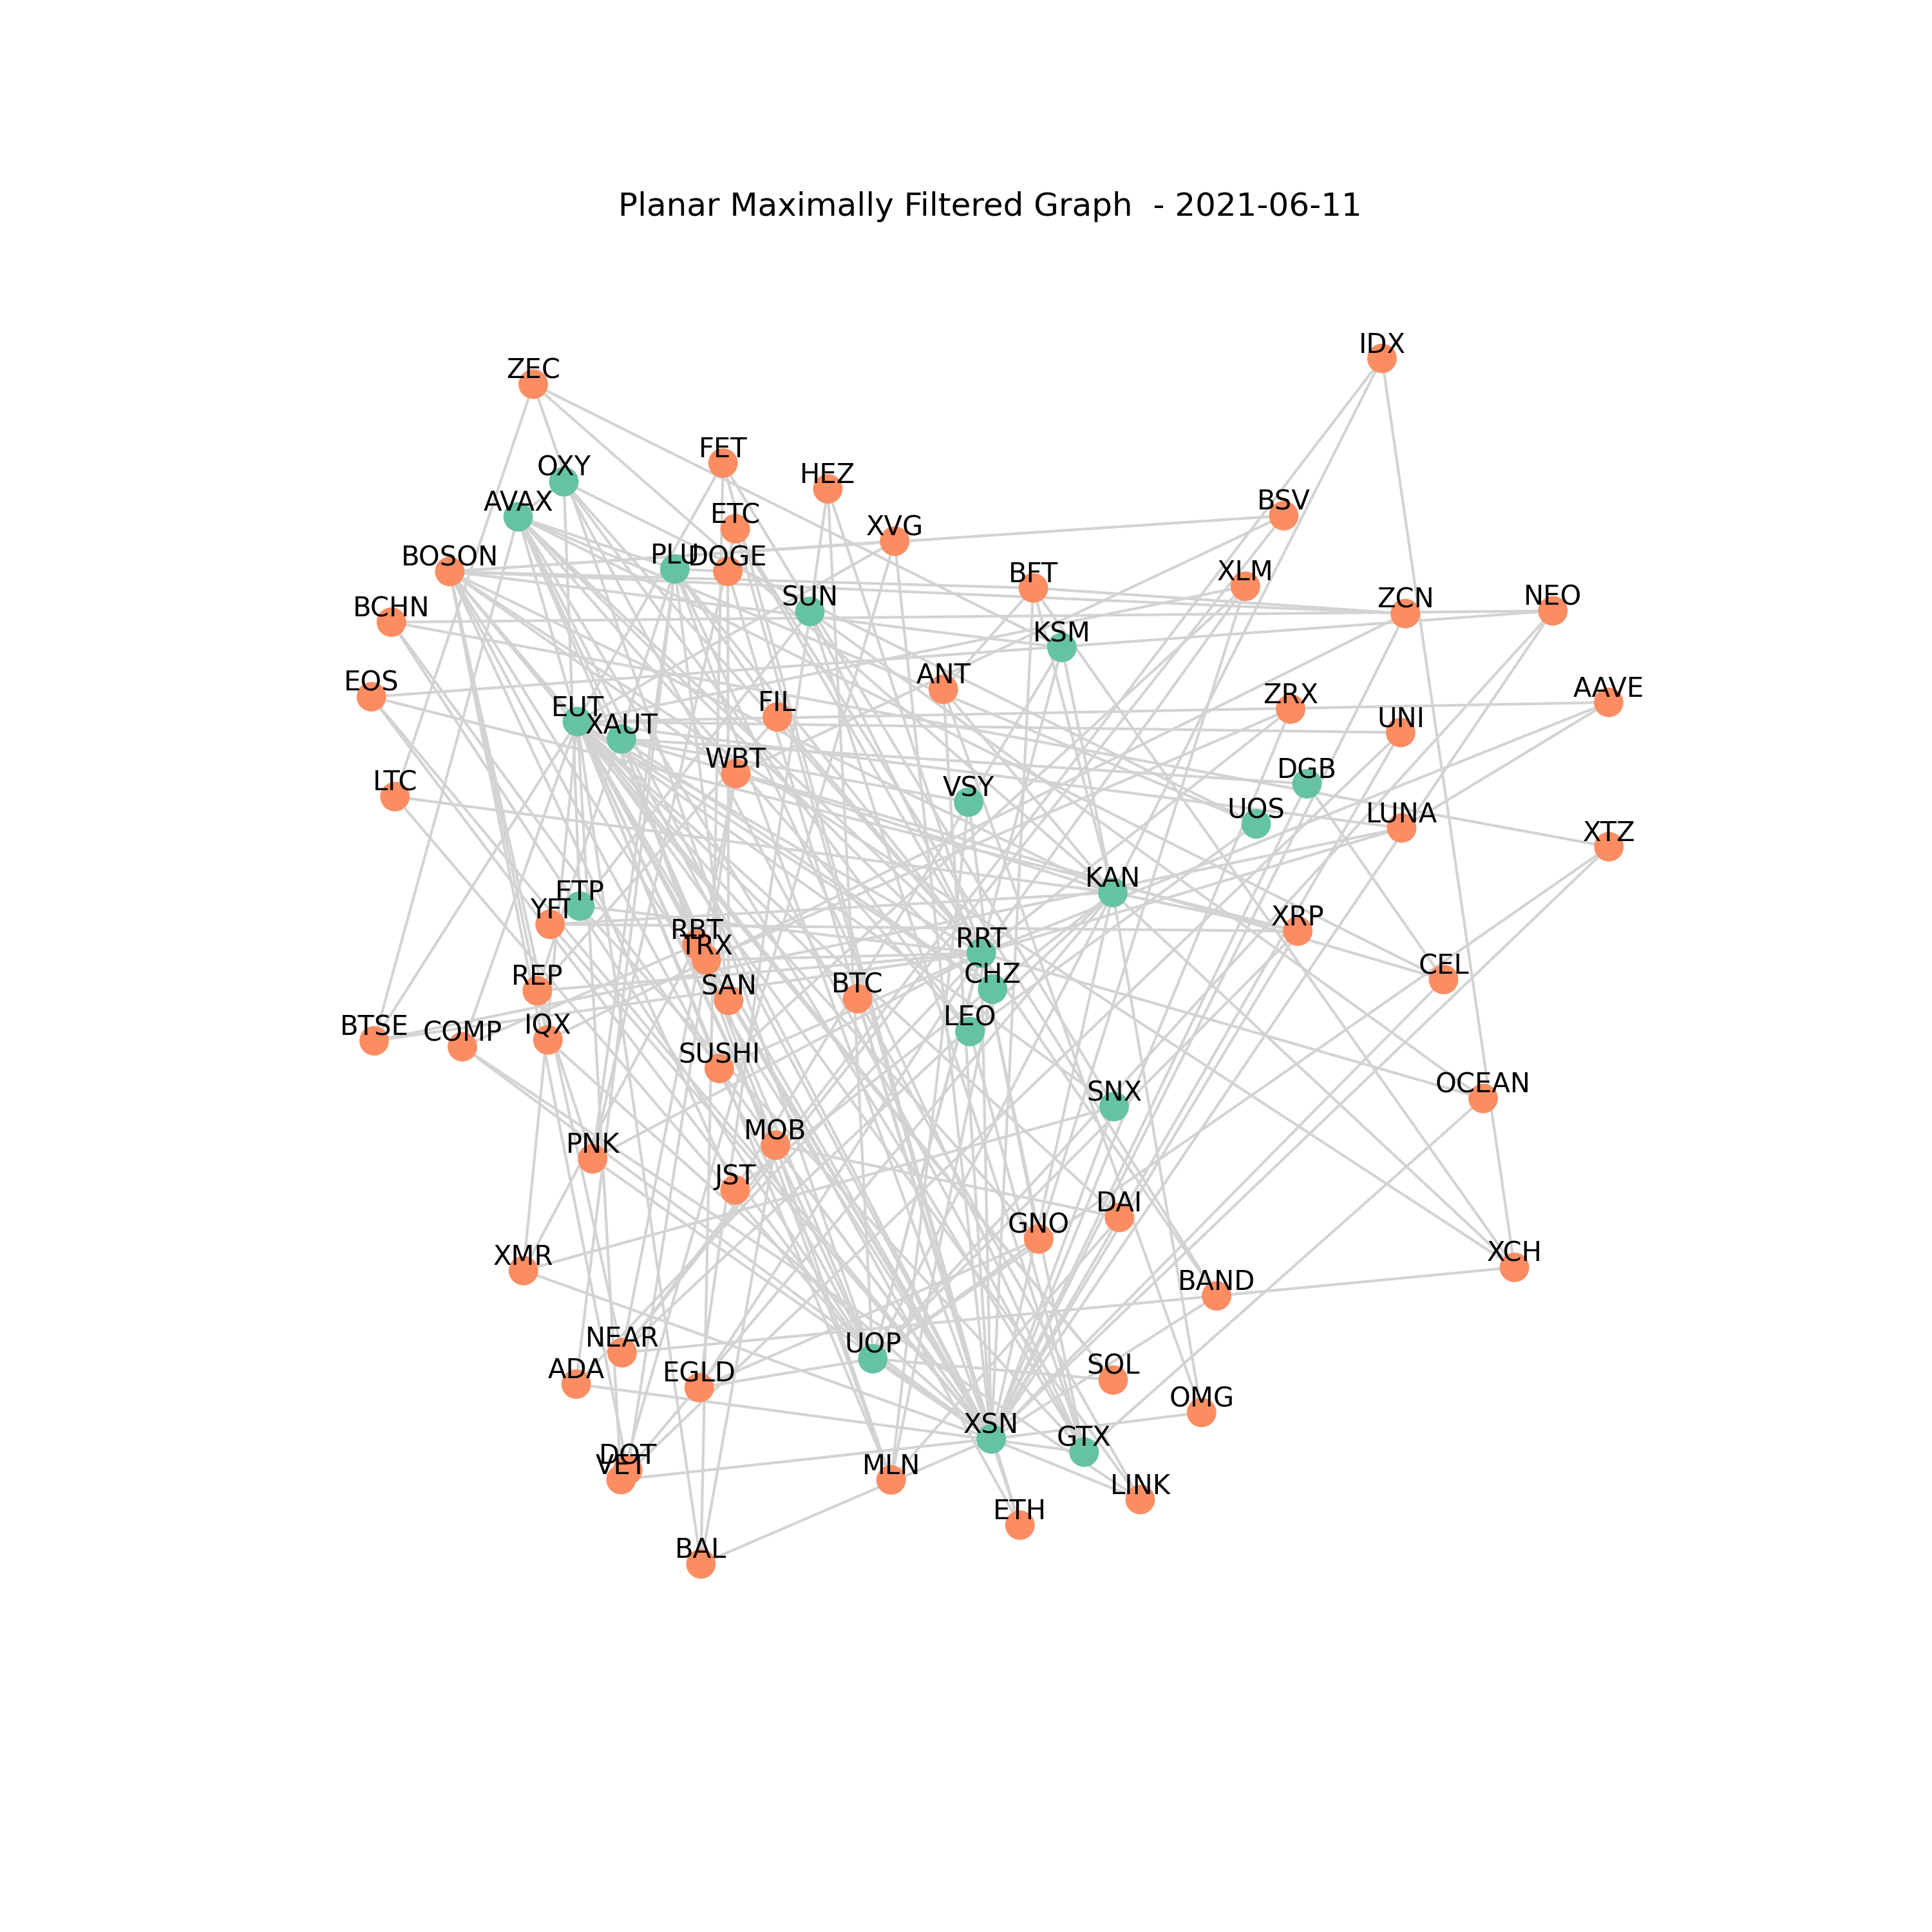 Planar Maximally Filtered Graph - 2021-06-11
IDX
ZEC
FET
OXY
HEZ
AVAX
BSV
ETC
XVG
BOSON
PLU
DOGE
BFT
XLM
BCHN
SUN
ZCN
NEO
KSM
EOS
ANT
EUT
FIL
ZRX
AAVE
XAUT
UNI
WBT
LTC
VSY
DGB
UOS
LUNA
XTZ
KAN
YFI
RBT
TRX
RRT
XRP
REP
SAN
BTC
CHZ
CEL
BTSE
COMP
IQX
LEO
SUSHI
SNX
OCEAN
PNK
MOB
JST
DAI
GNO
XMR
BAND
XCH
NEAR
UOP
ADA
EGLD
SOL
OMG
XSN
GTX
DOT
VET
MLN
LINK
ETH
BAL